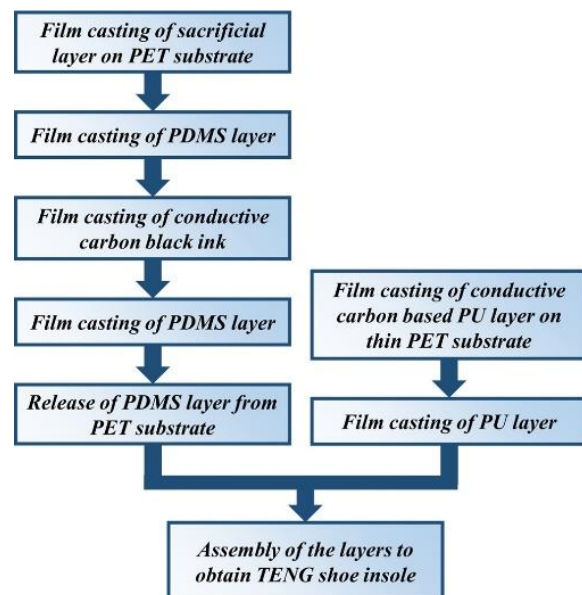 Film casting of sacrificial
layer on PET substrate
Film casting of PDMS layer
Film casting of conductive
carbon black ink
Film casting of PDMS layer
Release of PDMS layer from
PET substrate
Film casting of conductive
carbon based PU layer on
thin PET substrate
Film casting of PU layer
Assembly of the layers to
obtain TENG shoe insole